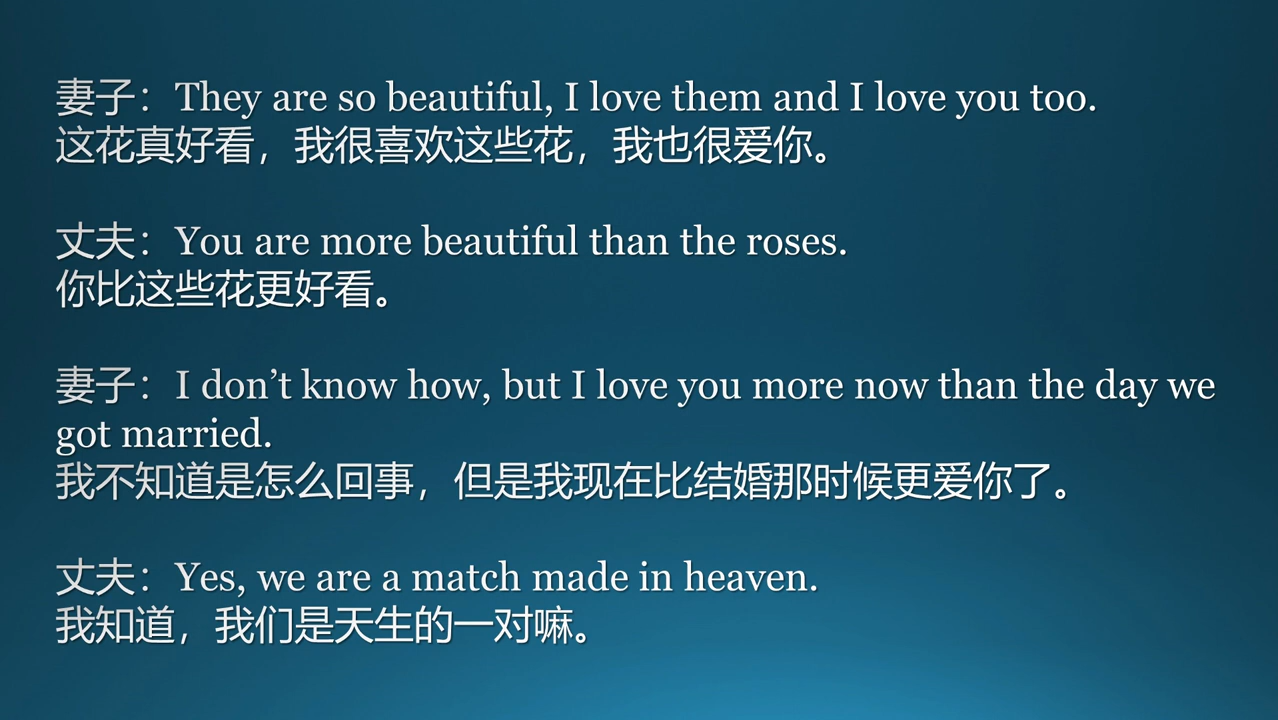 妻子：They are so beautiful, I love them and I love you too.
这花真好看，我很喜欢这些花，我也很爱你。
丈夫：You are more beautiful than the roses.
你比这些花更好看。
妻子：I don’t know how, but I love you more now than the day we
got married.
我不知道是怎么回事，但是我现在比结婚那时候更爱你了。
丈夫：Yes, we are a match made in heaven.
我知道，我们是天生的一对嘛。